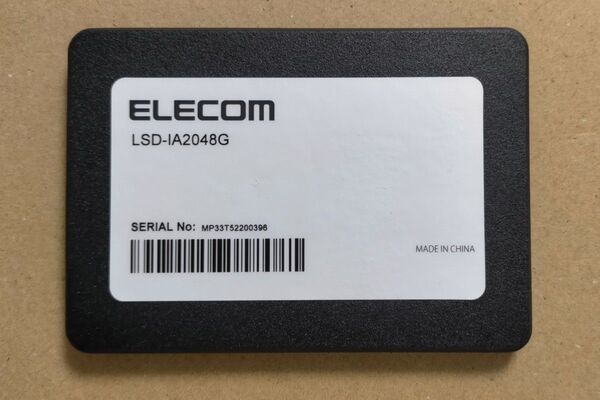 ELECOM
LSD-IA2048G
SERIAL No: MP33T52200396
MADE IN CHINA